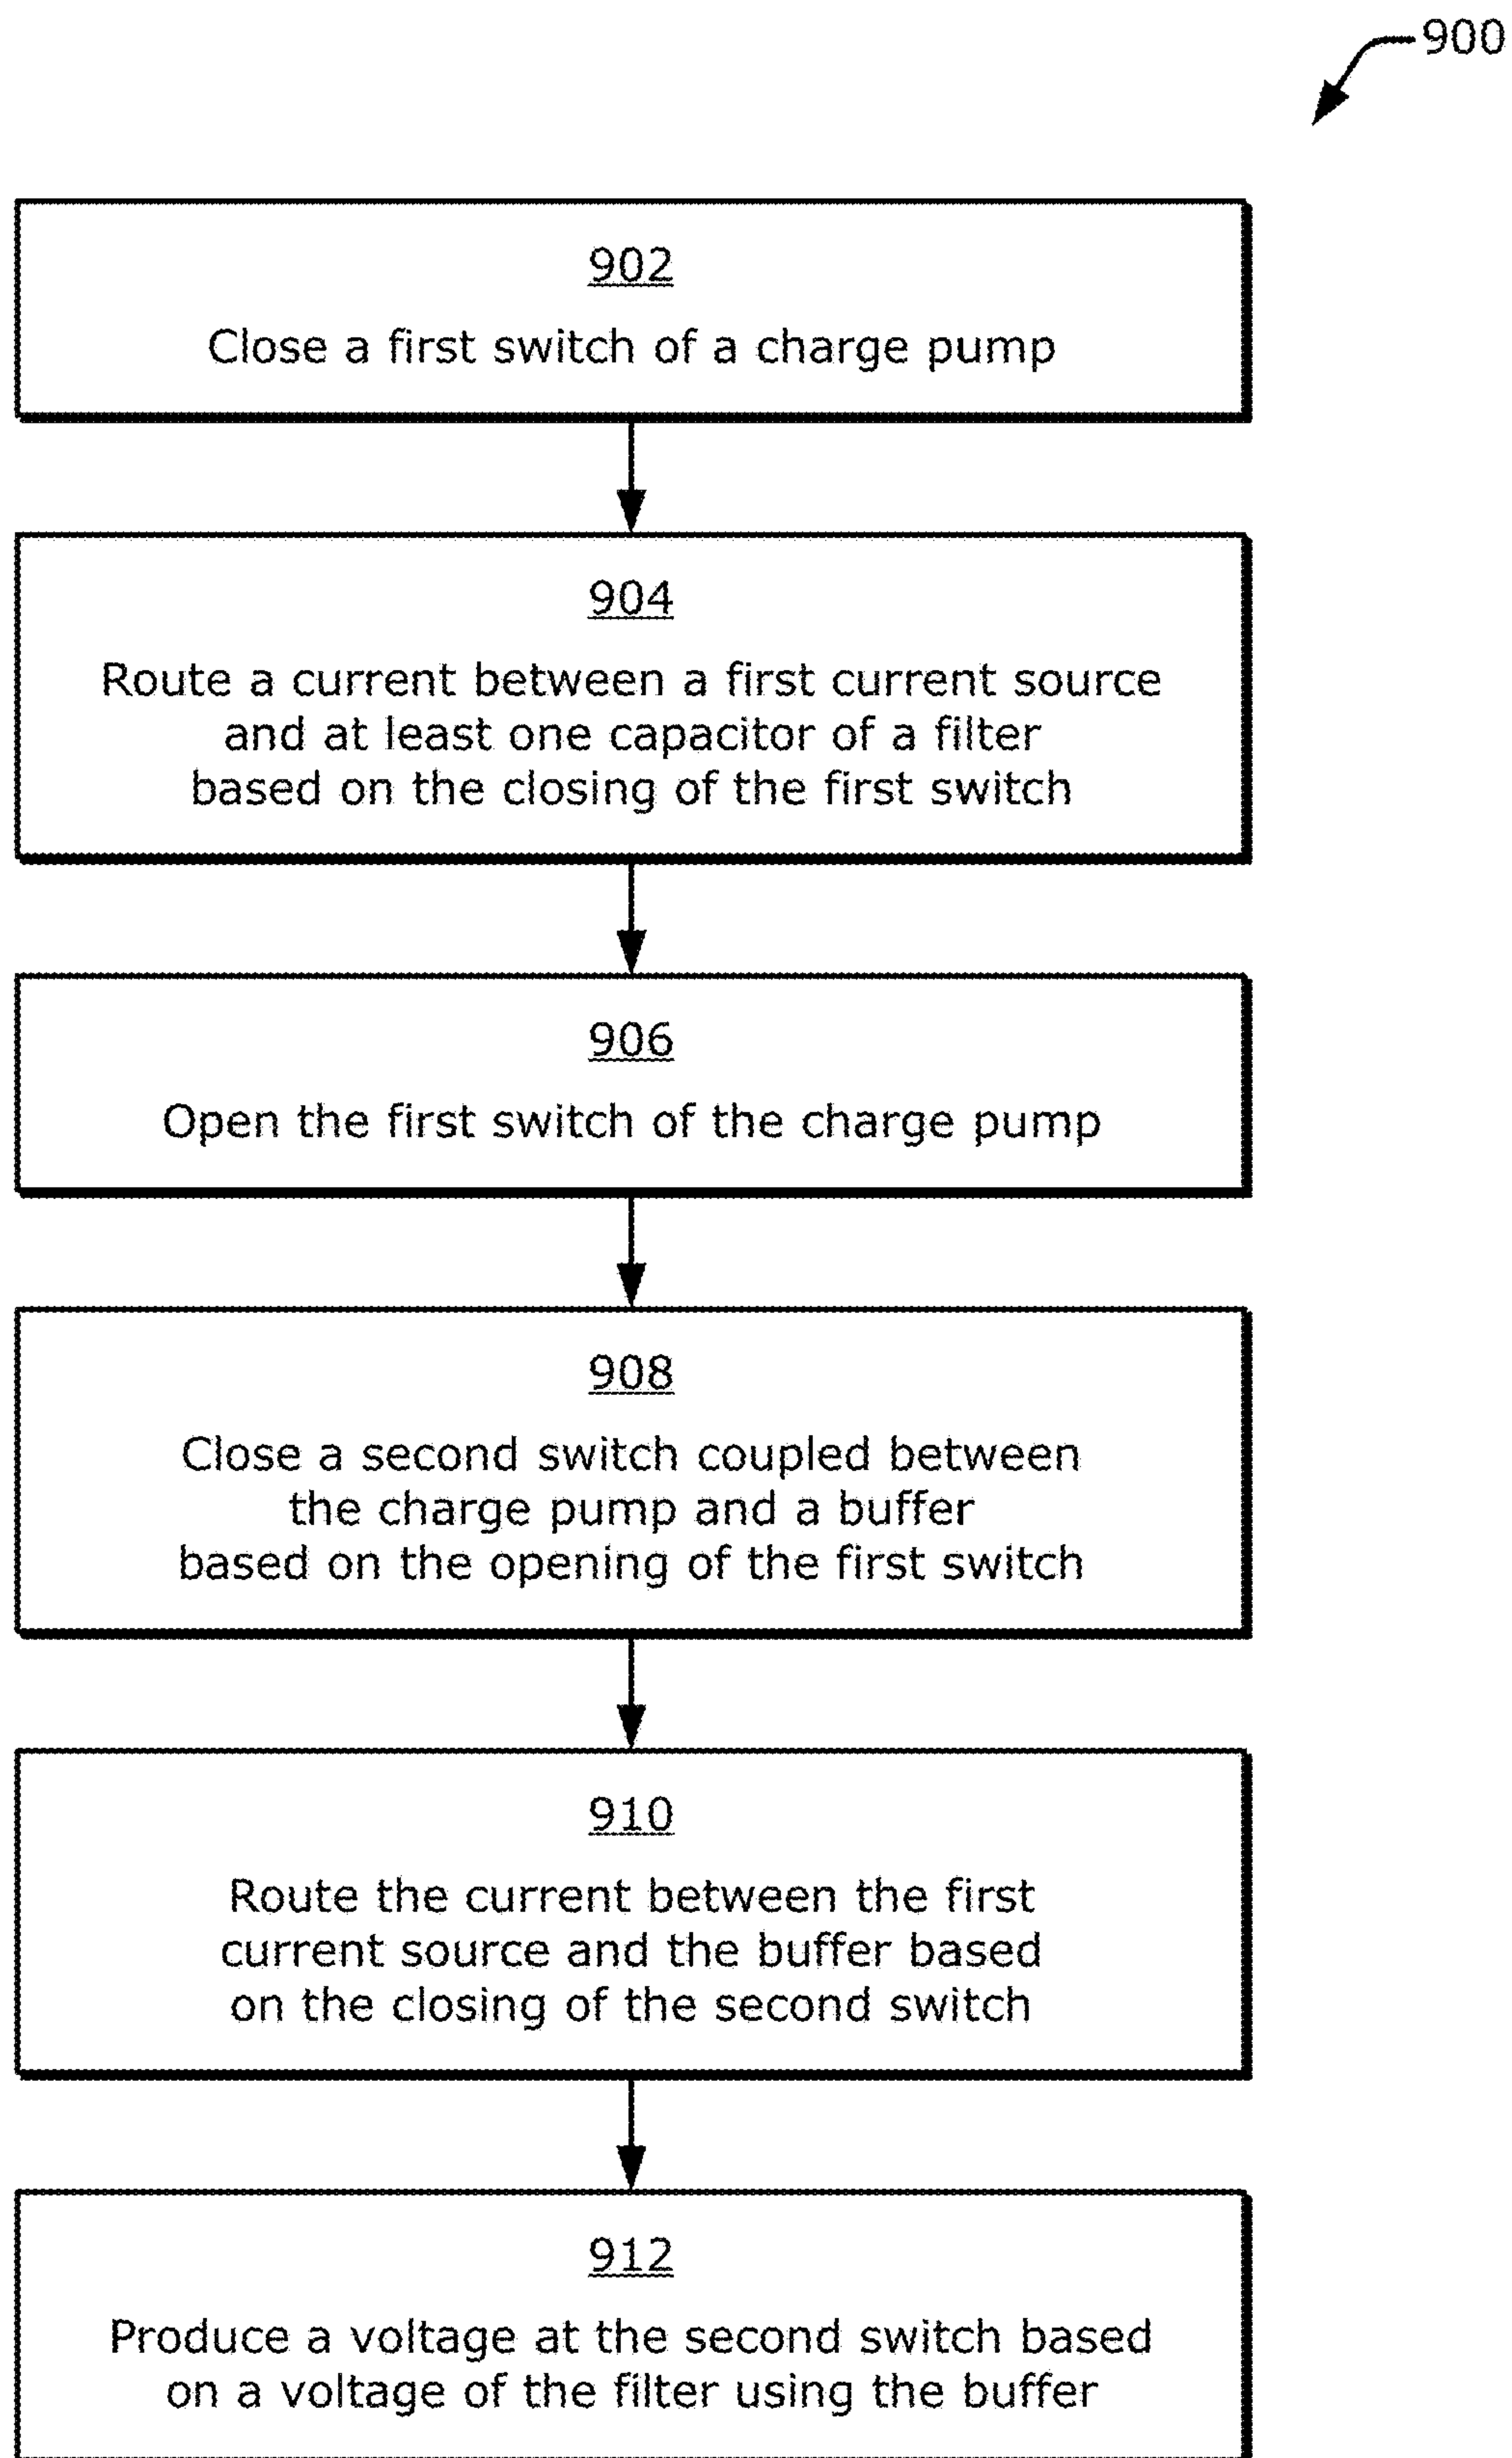 900
902
Close a first switch of a charge pump
904
Route a current between a first current source
and at least one capacitor of a filter
based on the closing of the first switch
906
Open the first switch of the charge pump
908
Close a second switch coupled between
the charge pump and a buffer
based on the opening of the first switch
910
Route the current between the first
current source and the buffer based
on the closing of the second switch
912
Produce a voltage at the second switch based
on a voltage of the filter using the buffer